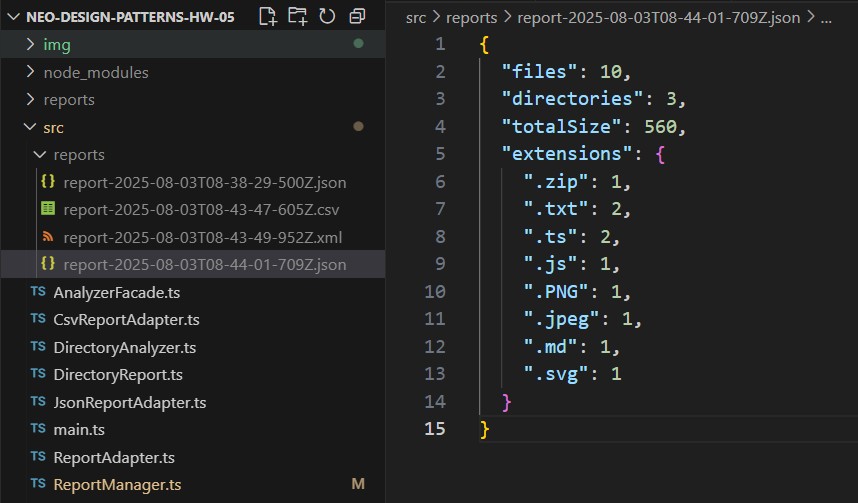 NEO-DESIGN-PATTERNS-HW-05
img
node_modules
reports
src
reports
report-2025-08-03T08-38-29-500Z.json
report-2025-08-03T08-43-47-605Z.csv
report-2025-08-03T08-43-49-952Z.xml
report-2025-08-03T08-44-01-709Z.json
TS AnalyzerFacade.ts
TS CsvReportAdapter.ts
TS DirectoryAnalyzer.ts
TS DirectoryReport.ts
TS JsonReportAdapter.ts
TS main.ts
TS ReportAdapter.ts
TS ReportManager.ts M
src > reports > report-2025-08-03T08-44-01-709Z.json > ...
1 {
2 "files": 10,
3 "directories": 3,
4 "totalSize": 560,
5 "extensions": {
6 ".zip": 1,
7 ".txt": 2,
8 ".ts": 2,
9 ".js": 1,
10 ".PNG": 1,
11 ".jpeg": 1,
12 ".md": 1,
13 ".svg": 1
14 }
15 }